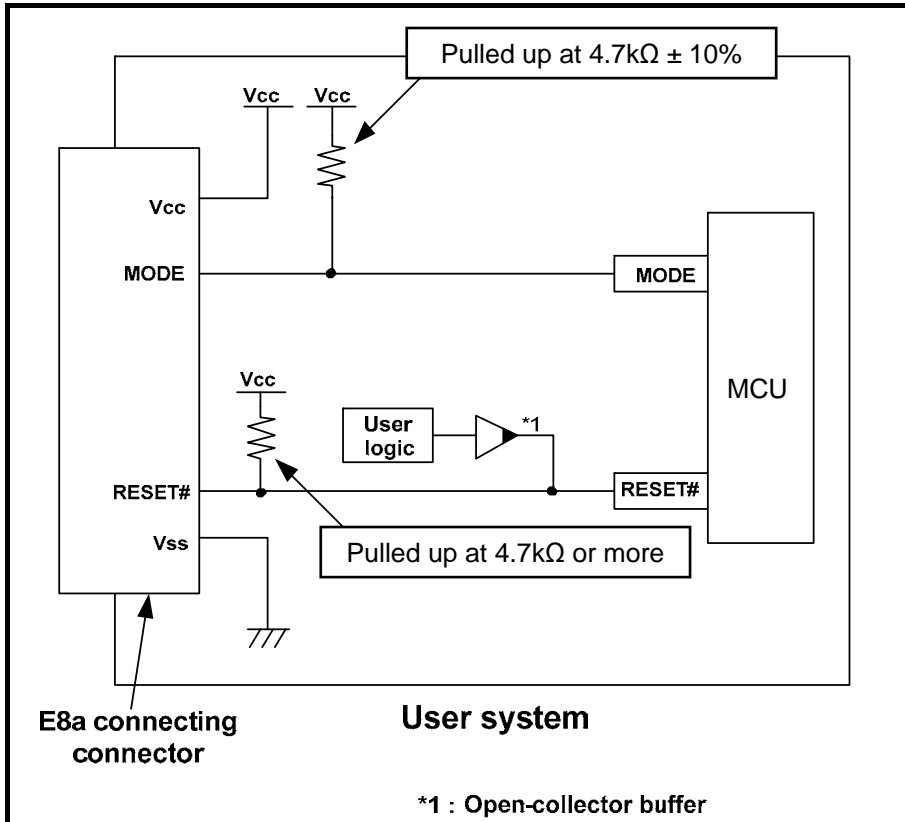 Pulled up at 4.7kΩ ± 10%
Vcc
Vcc
Vcc
MODE
MODE
MCU
Vcc
User
logic
*1
RESET#
RESET#
Vss
Pulled up at 4.7kΩ or more
E8a connecting
connector
User system
*1 : Open-collector buffer